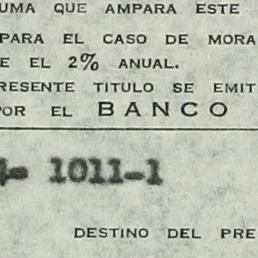 UMA QUE AMPARA ESTE
PARA EL CASO DE MORA
E EL 2% ANUAL.
RESENTE TITULO SE EMIT
POR EL BANCO
4- 1011-1
DESTINO DEL PRE